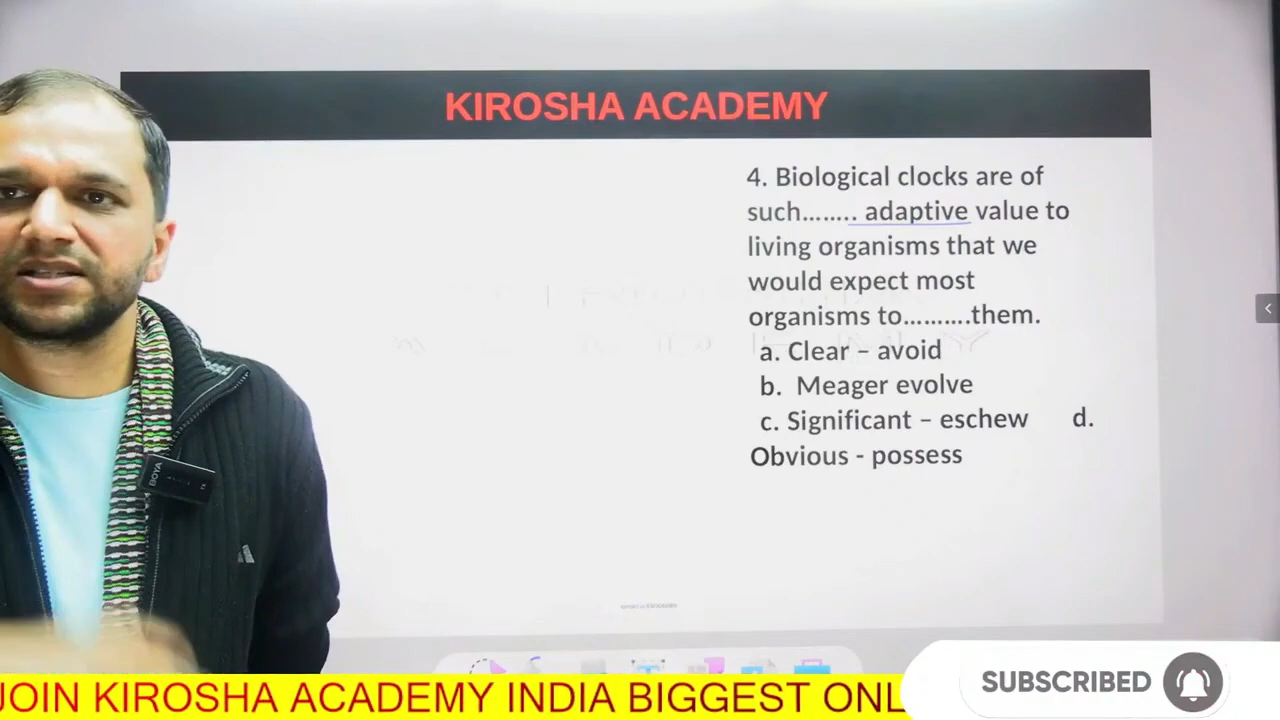 KIROSHA ACADEMY
4. Biological clocks are of
such…….. adaptive value to
living organisms that we
would expect most
organisms to……….them.
a. Clear – avoid
b. Meager evolve
c. Significant – eschew d.
Obvious - possess
BOYA
JOIN KIROSHA ACADEMY INDIA BIGGEST ONL
SUBSCRIBED